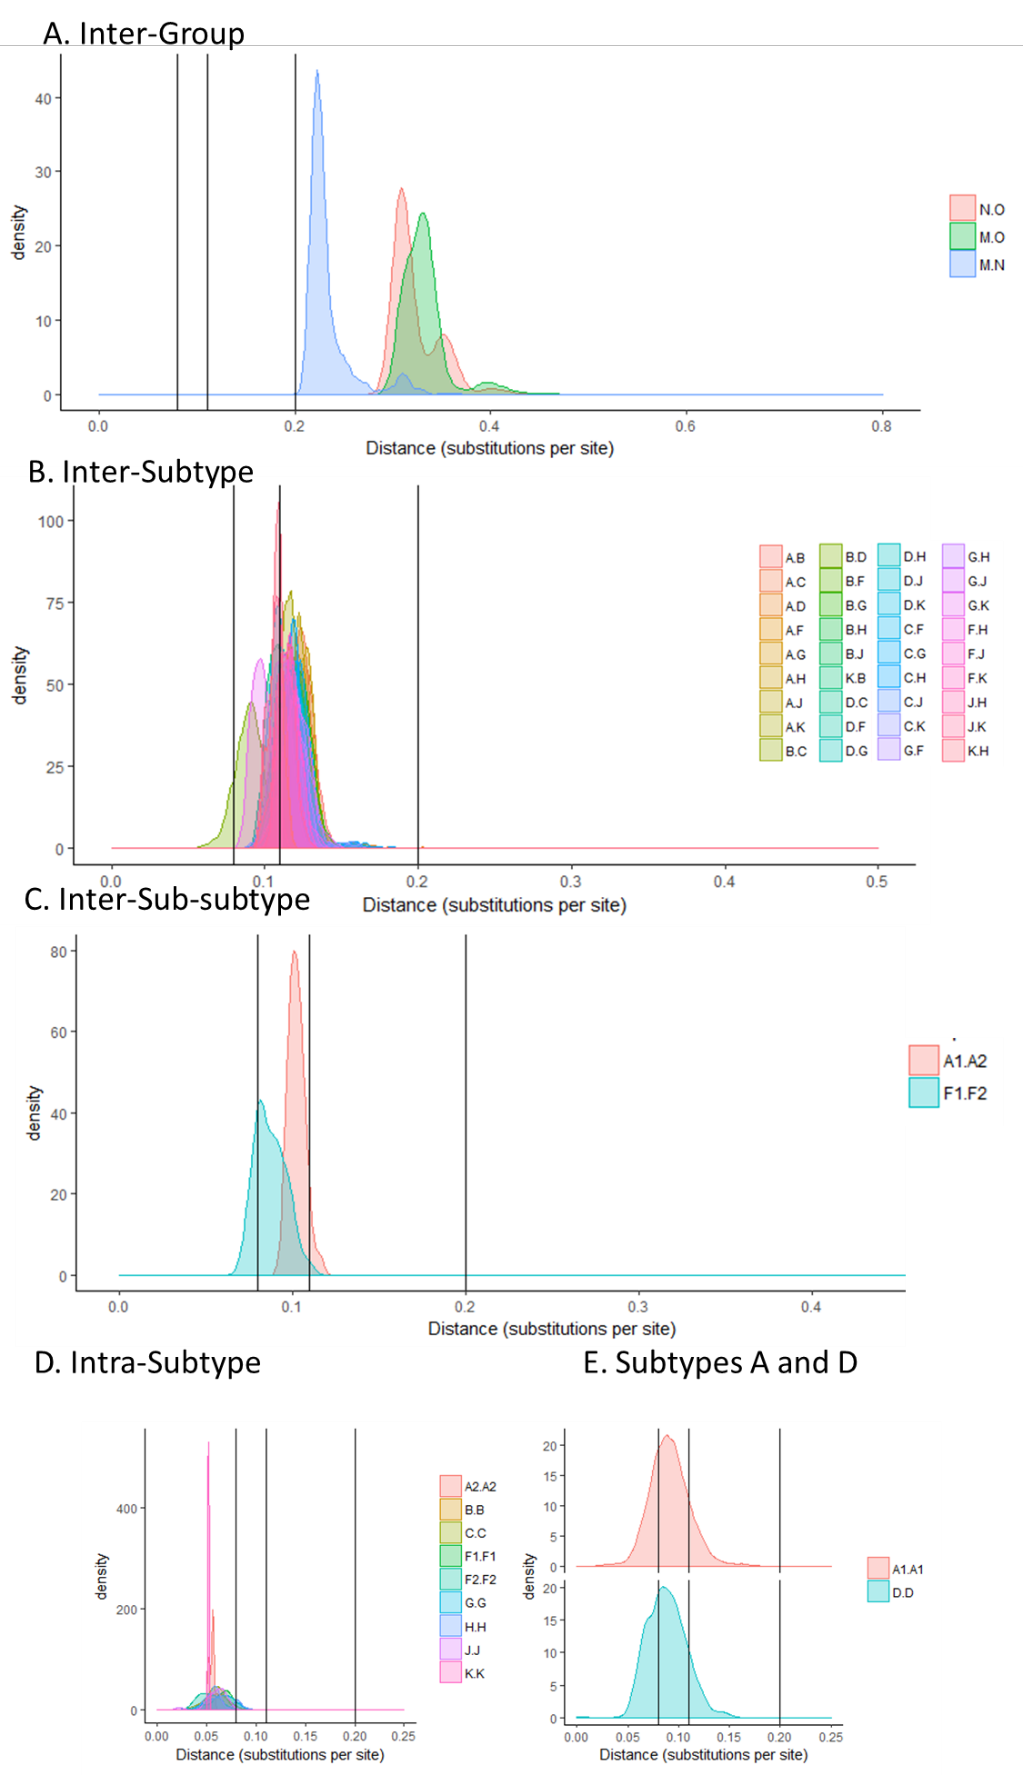 A. Inter-Group
40
30
20
10
0
density
0.0 0.2 0.4 0.6 0.8
Distance (substitutions per site)
N.O
M.O
M.N
B. Inter-Subtype
100
75
50
25
0
density
0.0 0.1 0.2 0.3 0.4 0.5
Distance (substitutions per site)
A.B B.D D.H G.H
A.C B.F D.J G.J
A.D B.G D.K G.K
A.F B.H C.F F.H
A.G B.J C.G F.J
A.H K.B C.H F.K
A.J D.C C.J J.H
A.K D.F C.K J.K
B.C D.G G.F K.H
C. Inter-Sub-subtype
80
60
40
20
0
density
0.0 0.1 0.2 0.3 0.4
Distance (substitutions per site)
A1.A2
F1.F2
D. Intra-Subtype
400
200
0
density
0.00 0.05 0.10 0.15 0.20 0.25
Distance (substitutions per site)
A2.A2
B.B
C.C
F1.F1
F2.F2
G.G
H.H
J.J
K.K
E. Subtypes A and D
20
15
10
5
0
20
15
10
5
0
density
0.00 0.05 0.10 0.15 0.20 0.25
Distance (substitutions per site)
A1.A1
D.D